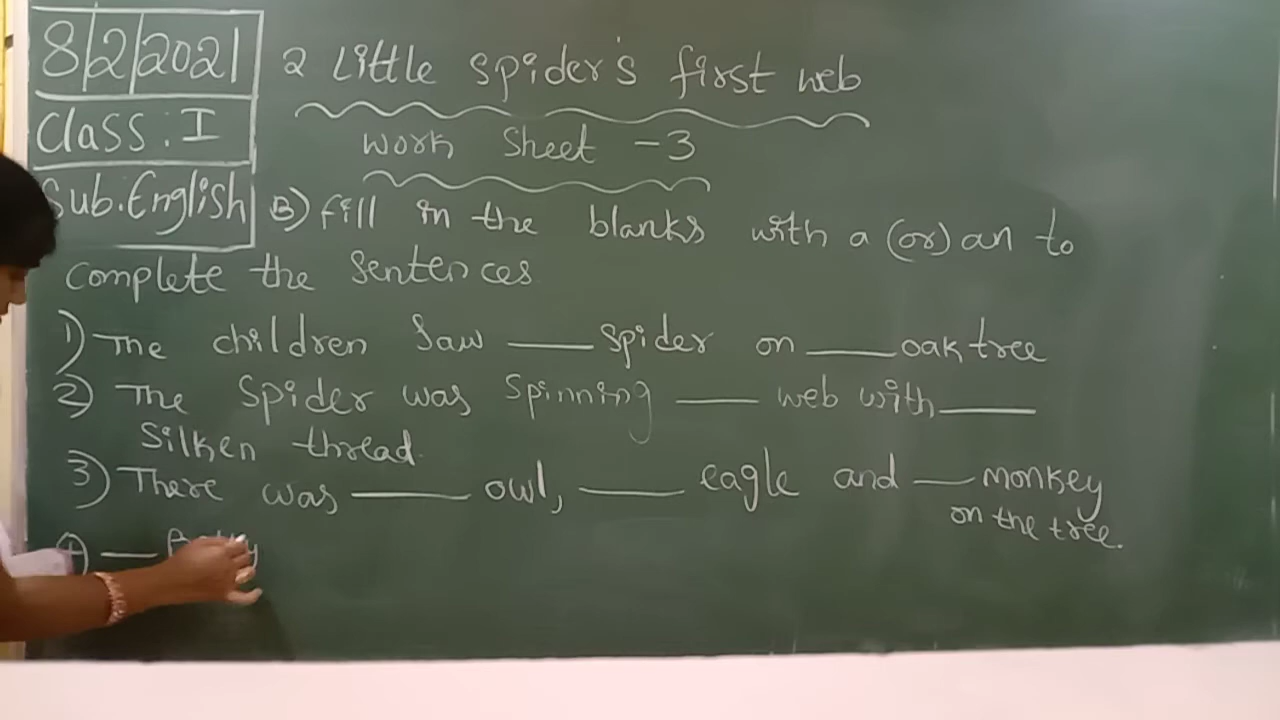 8/2/2021
Class: I
Sub. English
2 Little spider's first web
Work Sheet -3
B) fill in the blanks with a (or) an to
complete the sentences
1) The children saw ____ spider on ____ oak tree
2) The Spider was Spinning ____ web with ____
Silken thread.
3) There was ____ owl, ____ eagle and ____ monkey
on the tree.
4) ____